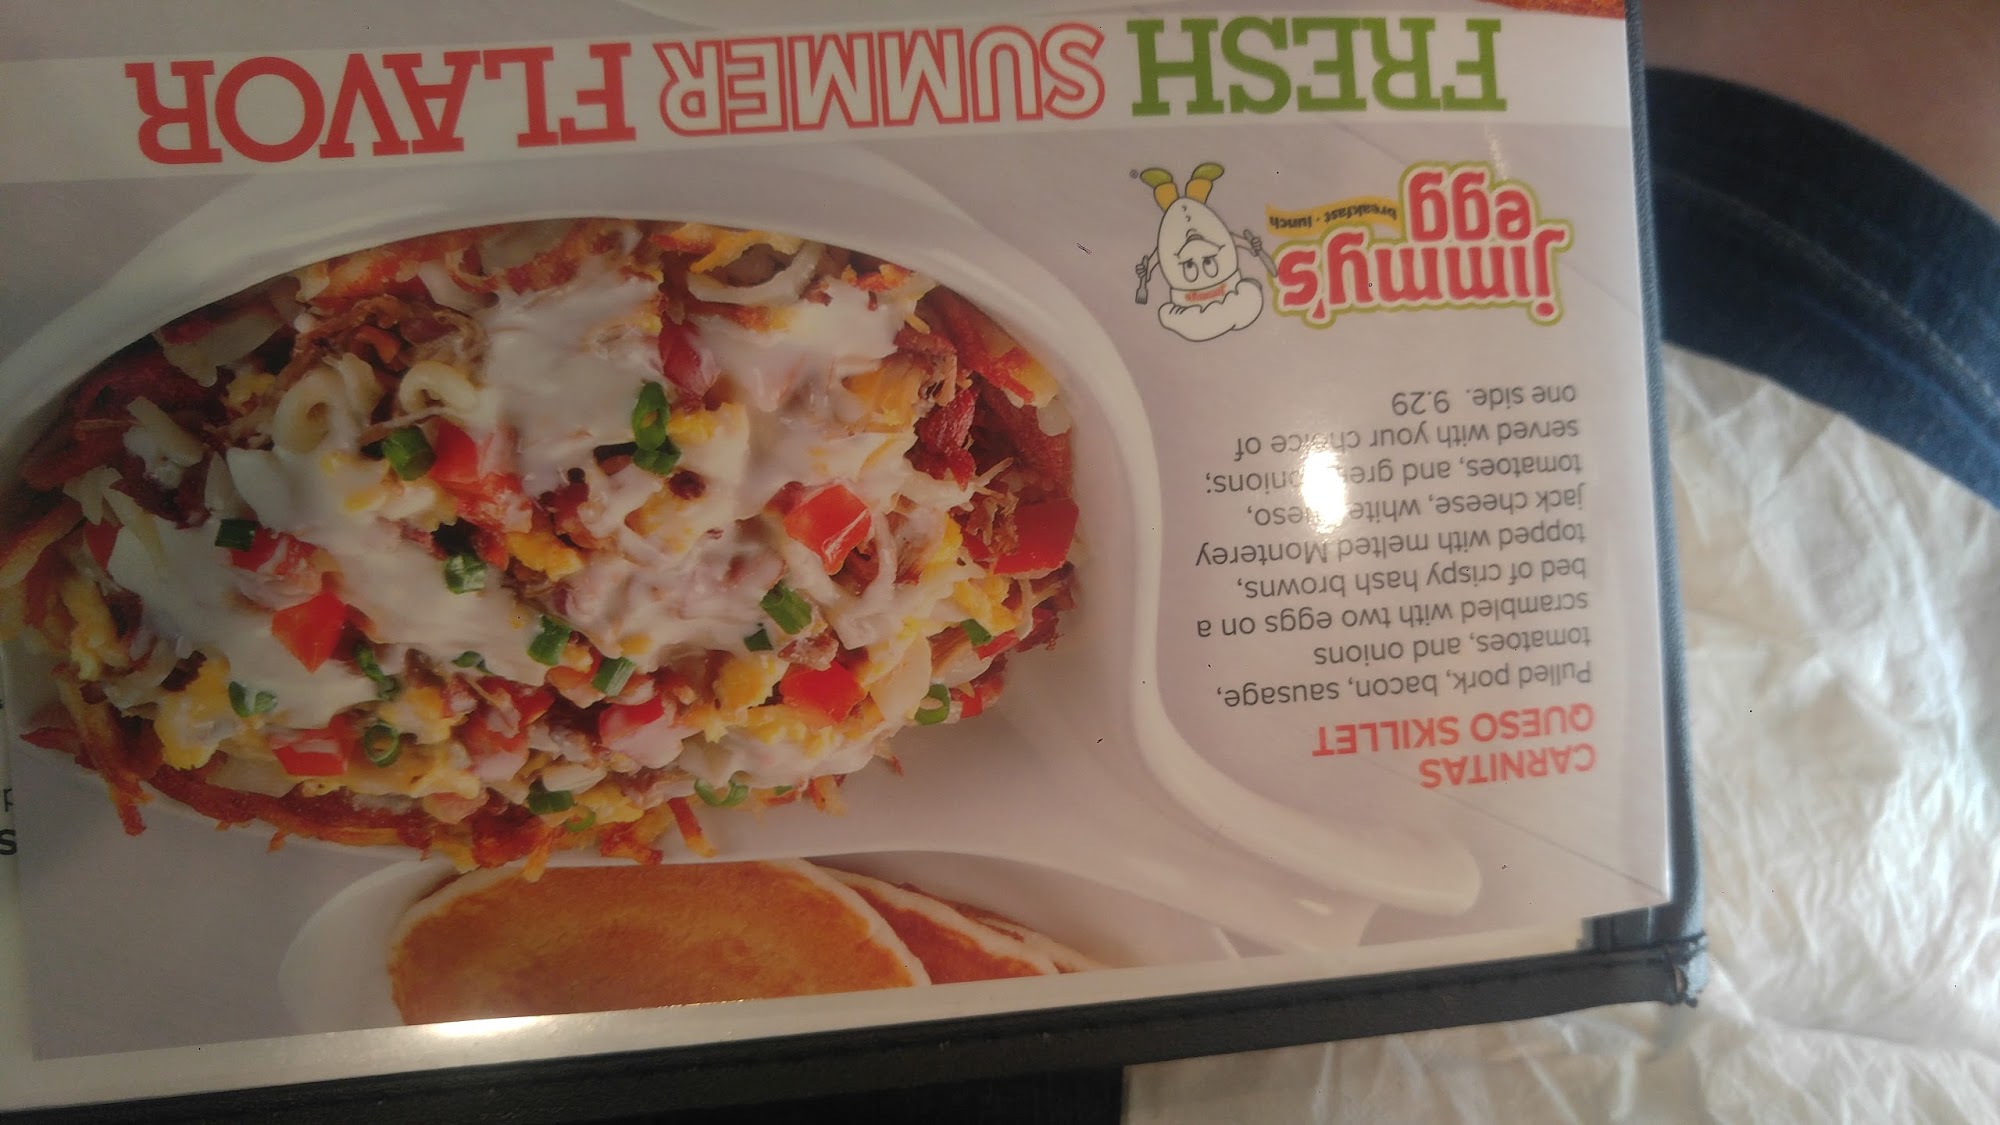 CARNITAS
QUESO SKILLET
Pulled pork, bacon, sausage,
tomatoes, and onions
scrambled with two eggs on a
bed of crispy hash browns,
topped with melted Monterey
jack cheese, white queso,
tomatoes, and green onions;
served with your choice of
one side. 9.29
jimmy's
egg
breakfast · lunch
Jimmy's
®
FRESH SUMMER FLAVOR